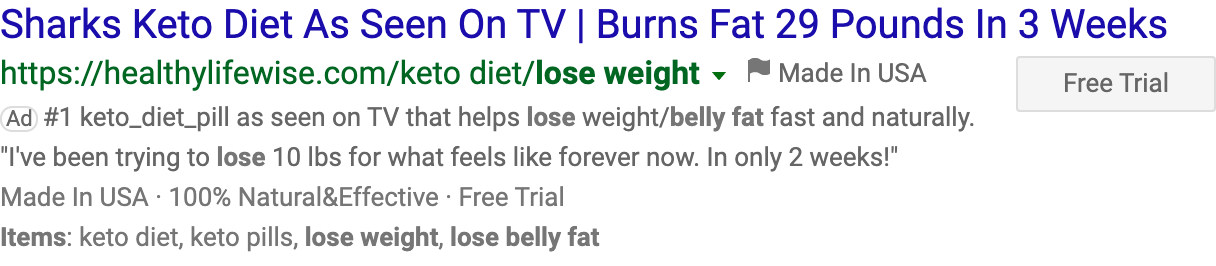 Sharks Keto Diet As Seen On TV | Burns Fat 29 Pounds In 3 Weeks
https://healthylifewise.com/keto diet/lose weight Made In USA Free Trial
Ad #1 keto_diet_pill as seen on TV that helps lose weight/belly fat fast and naturally.
"I've been trying to lose 10 lbs for what feels like forever now. In only 2 weeks!"
Made In USA · 100% Natural&Effective · Free Trial
Items: keto diet, keto pills, lose weight, lose belly fat